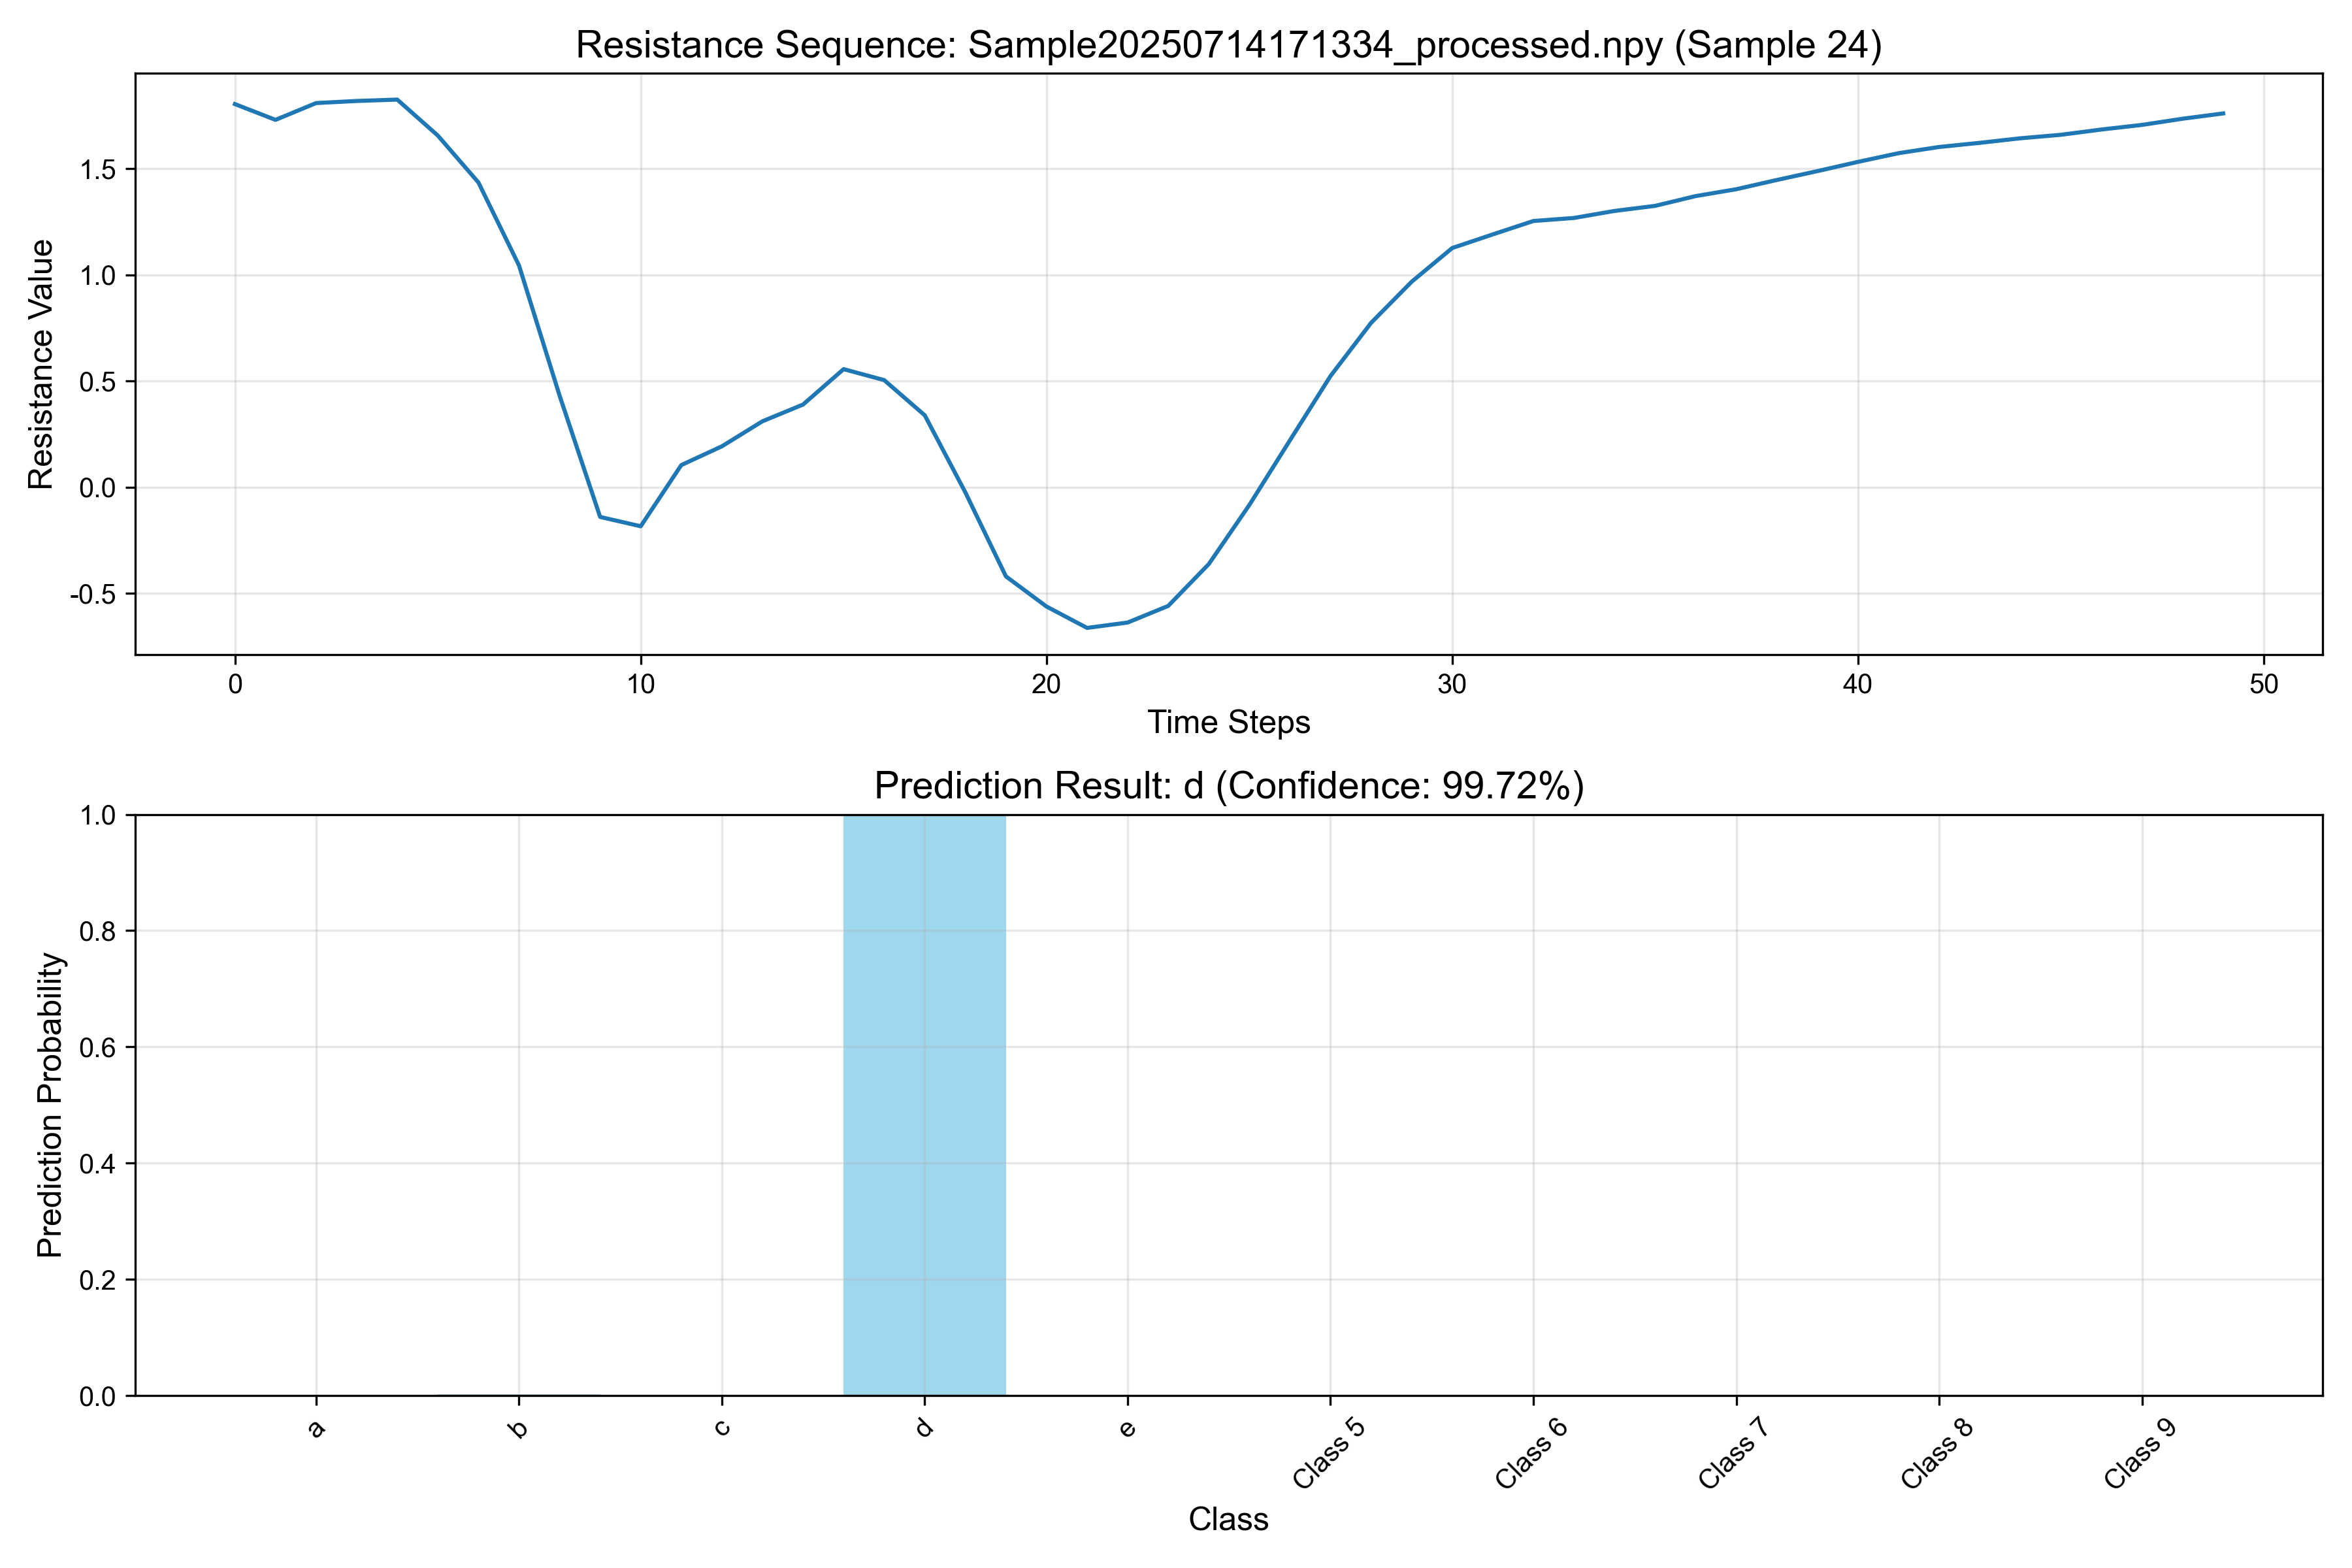 Resistance Sequence: Sample20250714171334_processed.npy (Sample 24)
Resistance Value
1.5
1.0
0.5
0.0
-0.5
0 10 20 30 40 50
Time Steps
Prediction Result: d (Confidence: 99.72%)
Prediction Probability
1.0
0.8
0.6
0.4
0.2
0.0
a b c d e Class 5 Class 6 Class 7 Class 8 Class 9
Class